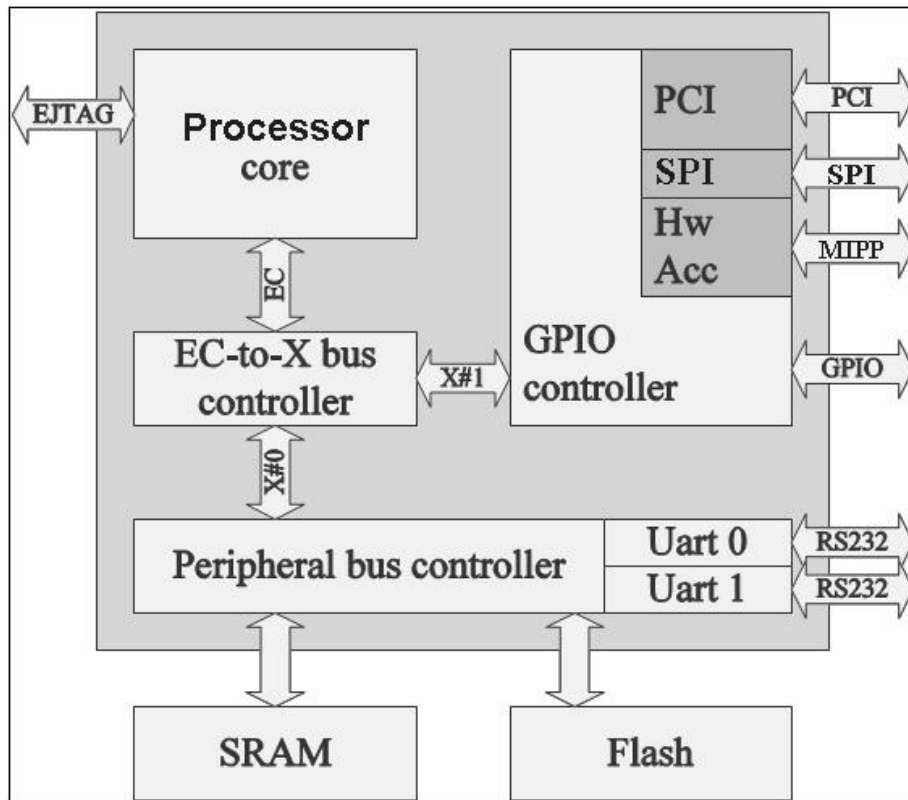 EJTAG
Processor
core
PCI
PCI
SPI
SPI
Hw
Acc
MIPP
EC
EC-to-X bus
controller
X#1
GPIO
controller
GPIO
X#0
Peripheral bus controller
Uart 0
RS232
Uart 1
RS232
SRAM
Flash